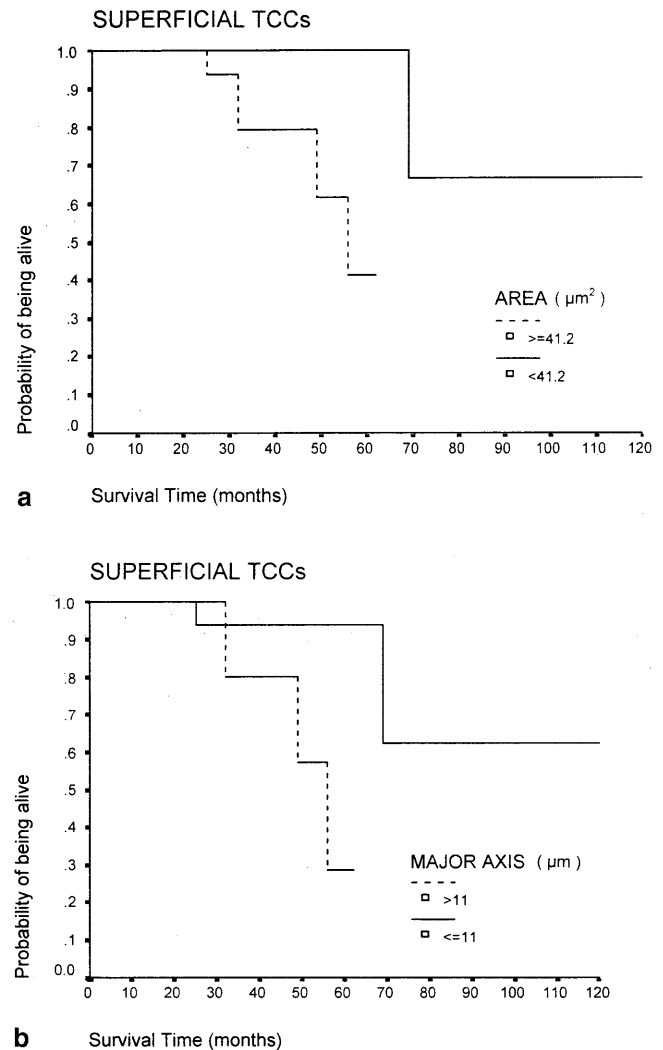 SUPERFICIAL TCCs
1.0
.9
.8
.7
.6
.5
.4
.3
.2
.1
.0
Probability of being alive
AREA ( µm² )
>=41.2
<41.2
0 10 20 30 40 50 60 70 80 90 100 110 120
a Survival Time (months)
SUPERFICIAL TCCs
1.0
.9
.8
.7
.6
.5
.4
.3
.2
.1
0.0
Probability of being alive
MAJOR AXIS ( µm )
>11
<=11
0 10 20 30 40 50 60 70 80 90 100 110 120
b Survival Time (months)